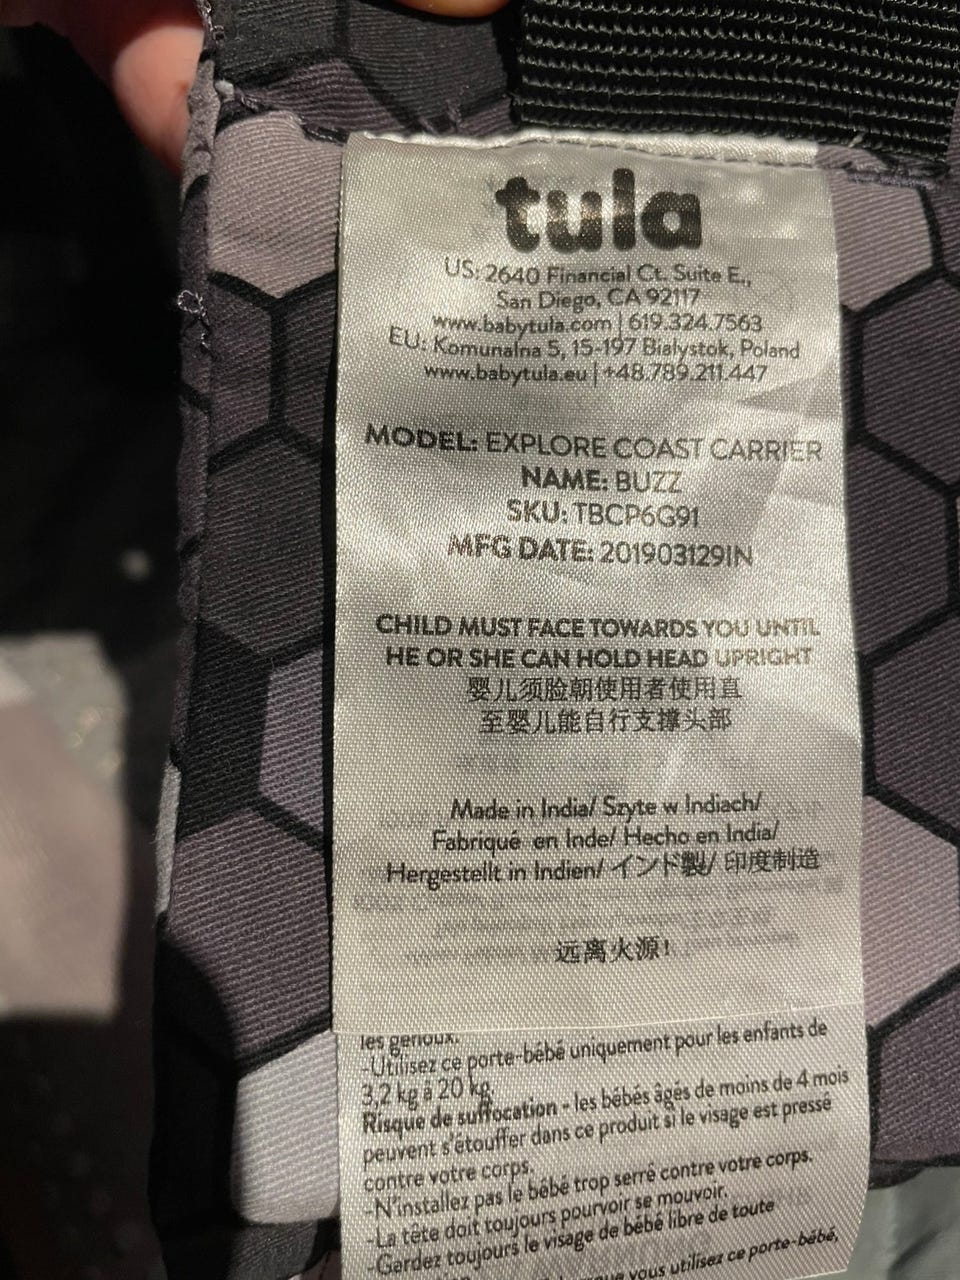 tula
US: 2640 Financial Ct. Suite E.,
San Diego, CA 92117
www.babytula.com | 619.324.7563
EU: Komunalna 5, 15-197 Bialystok, Poland
www.babytula.eu | +48.789.211.447
MODEL: EXPLORE COAST CARRIER
NAME: BUZZ
SKU: TBCP6G91
MFG DATE: 201903129IN
CHILD MUST FACE TOWARDS YOU UNTIL
HE OR SHE CAN HOLD HEAD UPRIGHT
婴儿须脸朝使用者使用直
至婴儿能自行支撑头部
Made in India/ Szyte w Indiach/
Fabriqué en Inde/ Hecho en India/
Hergestellt in Indien/ インド製/ 印度制造
远离火源!
les genoux.
-Utilisez ce porte-bébé uniquement pour les enfants de
3,2 kg à 20 kg.
Risque de suffocation - les bébés âgés de moins de 4 mois
peuvent s'étouffer dans ce produit si le visage est pressé
contre votre corps.
-N'installez pas le bébé trop serré contre votre corps.
-La tête doit toujours pourvoir se mouvoir.
-Gardez toujours le visage de bébé libre de toute
vous utilisez ce porte-bébé,